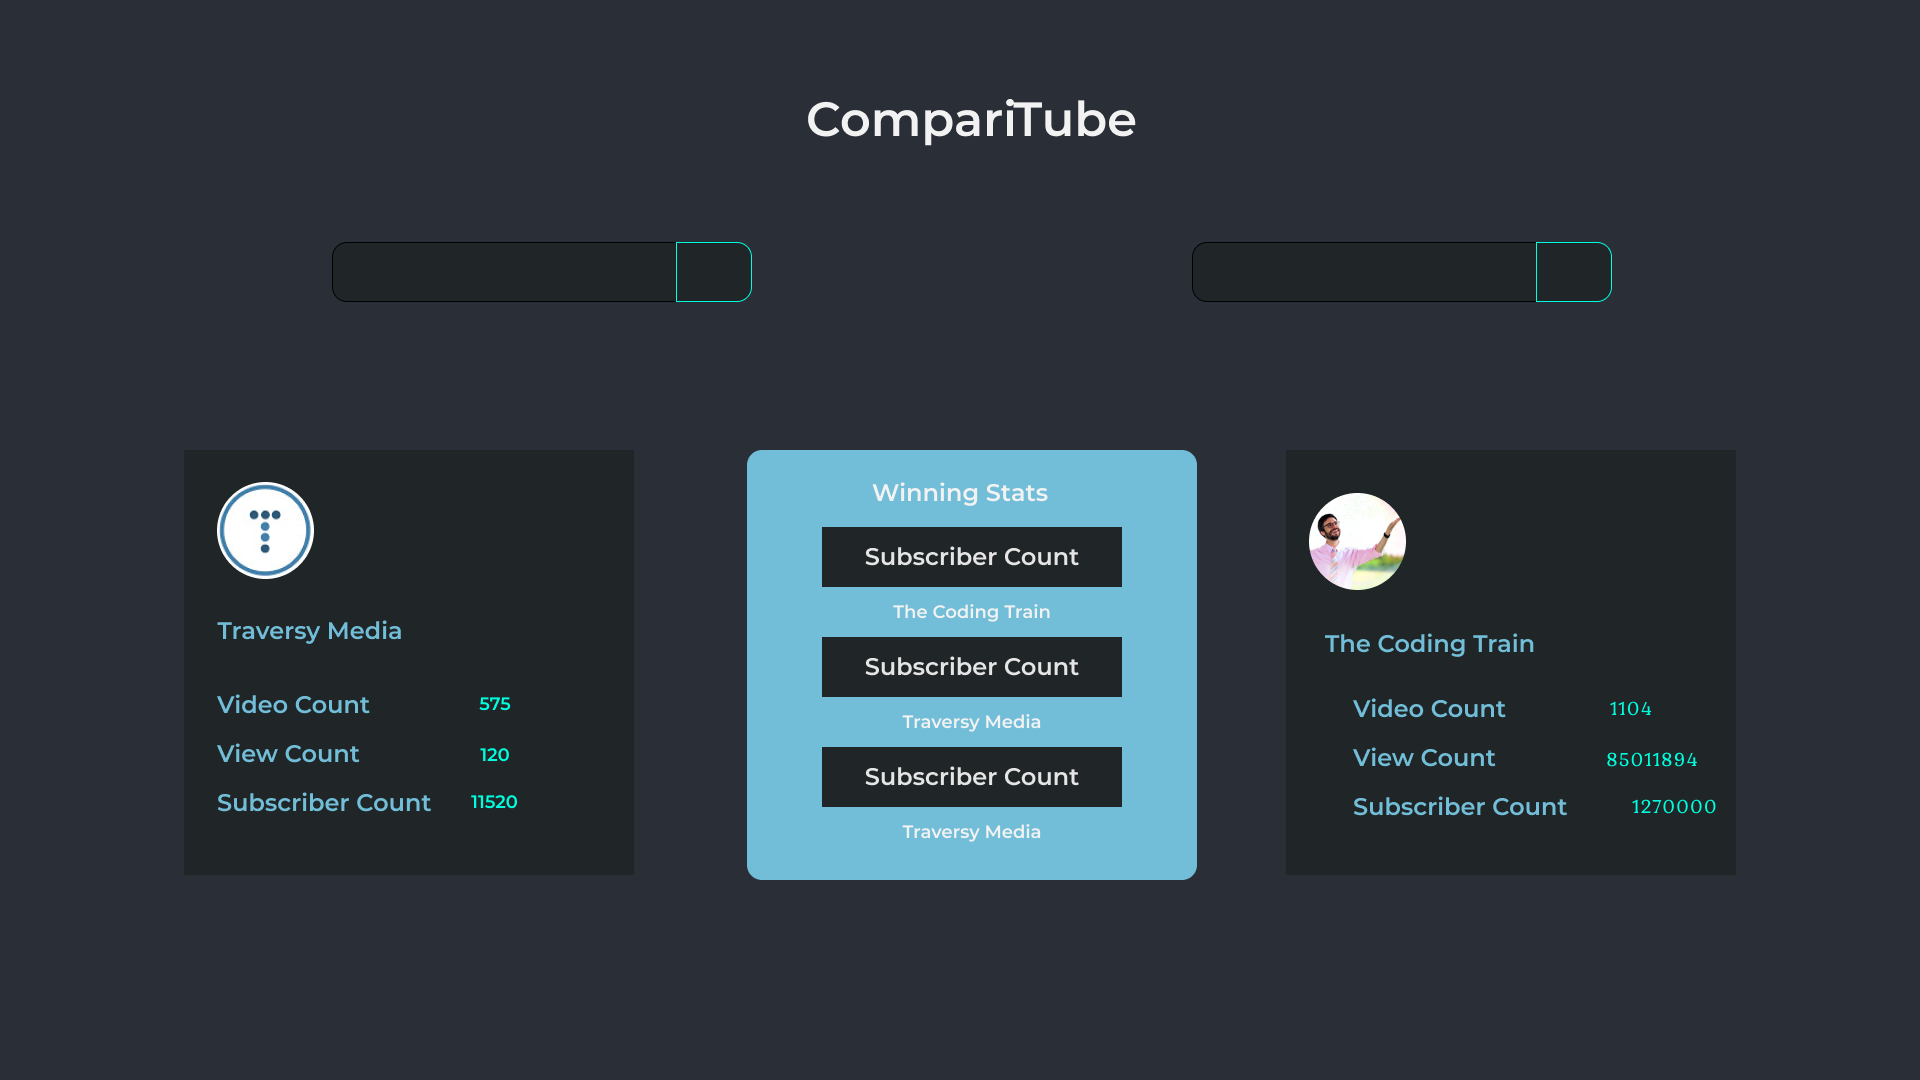 CompariTube
Traversy Media
Video Count 575
View Count 120
Subscriber Count 11520
Winning Stats
Subscriber Count
The Coding Train
Subscriber Count
Traversy Media
Subscriber Count
Traversy Media
The Coding Train
Video Count 1104
View Count 85011894
Subscriber Count 1270000